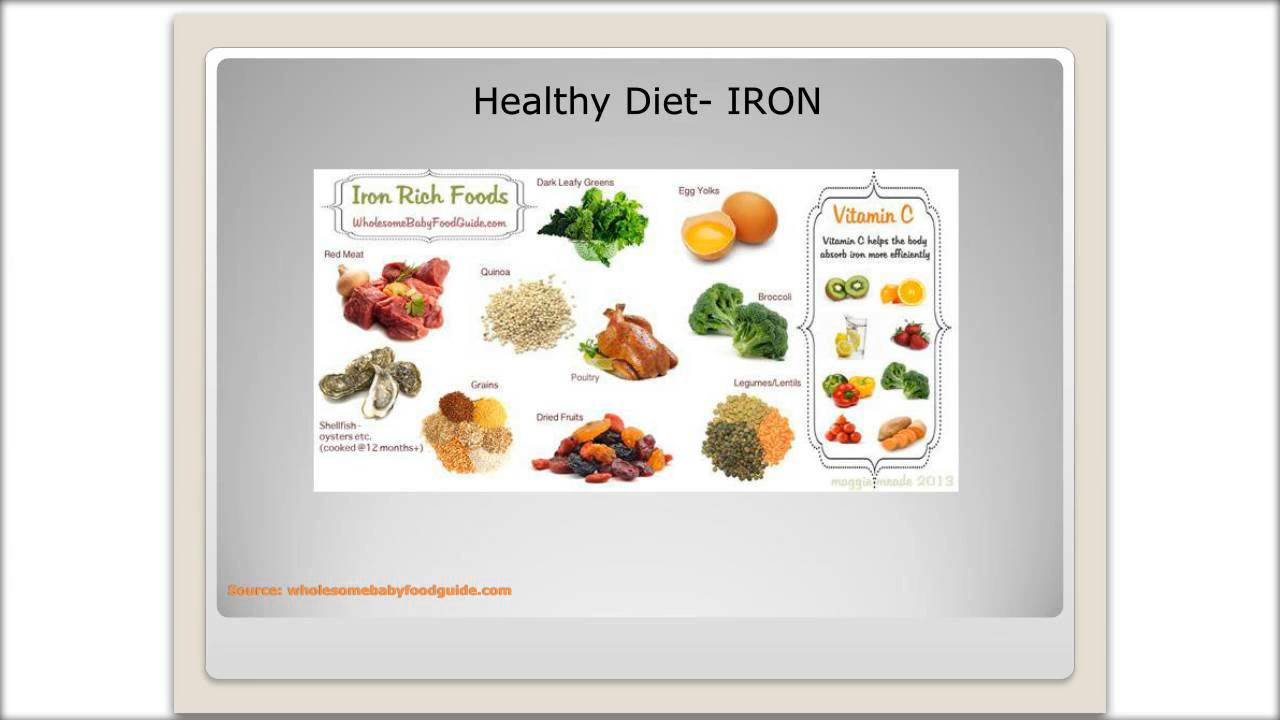 Healthy Diet- IRON
Iron Rich Foods
WholesomeBabyFoodGuide.com
Dark Leafy Greens
Egg Yolks
Red Meat
Quinoa
Broccoli
Poultry
Grains
Legumes/Lentils
Dried Fruits
Shellfish -
oysters etc.
(cooked @12 months+)
Vitamin C
Vitamin C helps the body
absorb iron more efficiently
maggie meade 2013
Source: wholesomebabyfoodguide.com